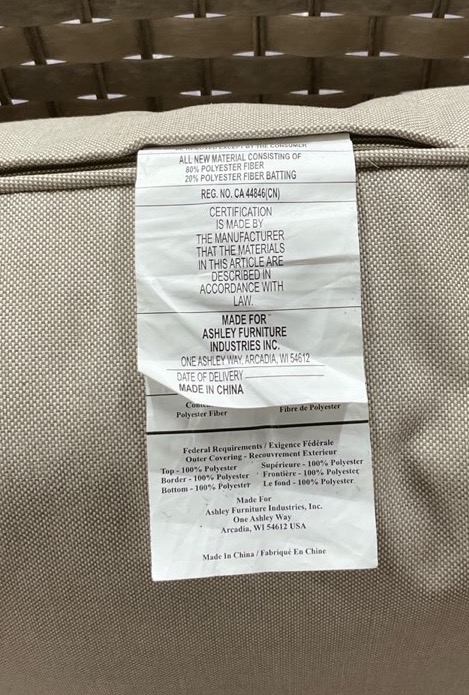 EXCEPT BY THE CONSUMER
ALL NEW MATERIAL CONSISTING OF
80% POLYESTER FIBER
20% POLYESTER FIBER BATTING
REG. NO. CA 44846(CN)
CERTIFICATION
IS MADE BY
THE MANUFACTURER
THAT THE MATERIALS
IN THIS ARTICLE ARE
DESCRIBED IN
ACCORDANCE WITH
LAW.
MADE FOR
ASHLEY FURNITURE
INDUSTRIES INC.
ONE ASHLEY WAY, ARCADIA, WI 54612
DATE OF DELIVERY
MADE IN CHINA
Polyester Fiber Fibre de Polyester
Federal Requirements / Exigence Fédérale
Outer Covering - Recouvrement Exterieur
Top - 100% Polyester Supérieure - 100% Polyester
Border - 100% Polyester Frontière - 100% Polyester
Bottom - 100% Polyester Le fond - 100% Polyester
Made For
Ashley Furniture Industries, Inc.
One Ashley Way
Arcadia, WI 54612 USA
Made In China / Fabriqué En Chine